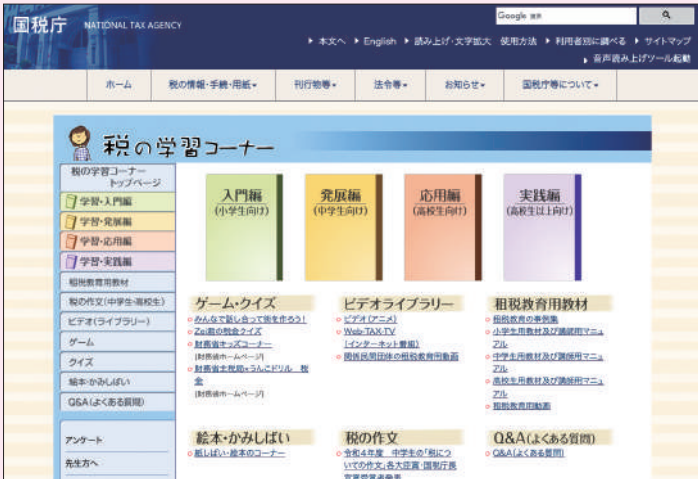 国税庁 NATIONAL TAX AGENCY
Google
本文へ English 読み上げ・文字拡大 使用方法 利用者別に調べる サイトマップ
音声読み上げツール起動
ホーム 税の情報・手続・用紙 刊行物等 法令等 お知らせ 国税庁等について
税の学習コーナー
税の学習コーナー
トップページ
学習・入門編
学習・発展編
学習・応用編
学習・実践編
租税教育用教材
税の作文(中学生・高校生)
ビデオ(ライブラリー)
ゲーム
クイズ
絵本・かみしばい
Q&A(よくある質問)
アンケート
先生方へ
入門編
(小学生向け)
発展編
(中学生向け)
応用編
(高校生向け)
実践編
(高校生以上向け)
ゲーム・クイズ
みんなで話し合って街を作ろう!
Zei君の税金クイズ
財務省キッズコーナー
[財務省ホームページ]
財務省主税局×うんこドリル 税
金
[財務省ホームページ]
ビデオライブラリー
ビデオ(アニメ)
Web-TAX-TV
(インターネット番組)
関係民間団体の租税教育用動画
租税教育用教材
租税教育の事例集
小学生用教材及び講師用マニュ
アル
中学生用教材及び講師用マニュ
アル
高校生用教材及び講師用マニュ
アル
租税教育用動画
絵本・かみしばい
紙しばい・絵本のコーナー
税の作文
令和4年度 中学生の「税につ
いての作文」各大臣賞・国税庁長
Q&A(よくある質問)
Q&A(よくある質問)